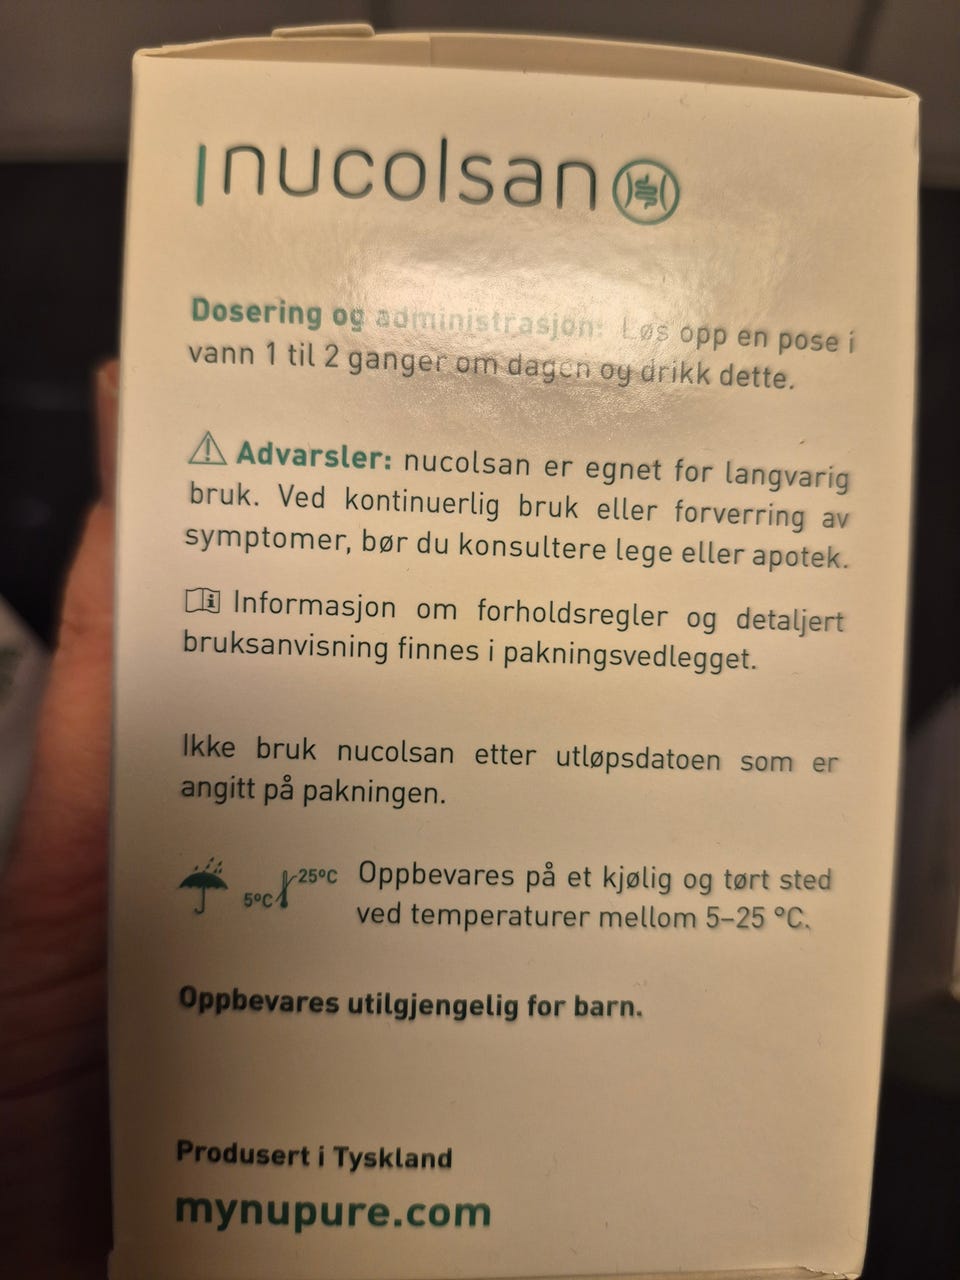 nucolsan
Dosering og administrasjon: Løs opp en pose i
vann 1 til 2 ganger om dagen og drikk dette.
Advarsler: nucolsan er egnet for langvarig
bruk. Ved kontinuerlig bruk eller forverring av
symptomer, bør du konsultere lege eller apotek.
Informasjon om forholdsregler og detaljert
bruksanvisning finnes i pakningsvedlegget.
Ikke bruk nucolsan etter utløpsdatoen som er
angitt på pakningen.
5°C 25°C Oppbevares på et kjølig og tørt sted
ved temperaturer mellom 5–25 °C.
Oppbevares utilgjengelig for barn.
Produsert i Tyskland
mynupure.com